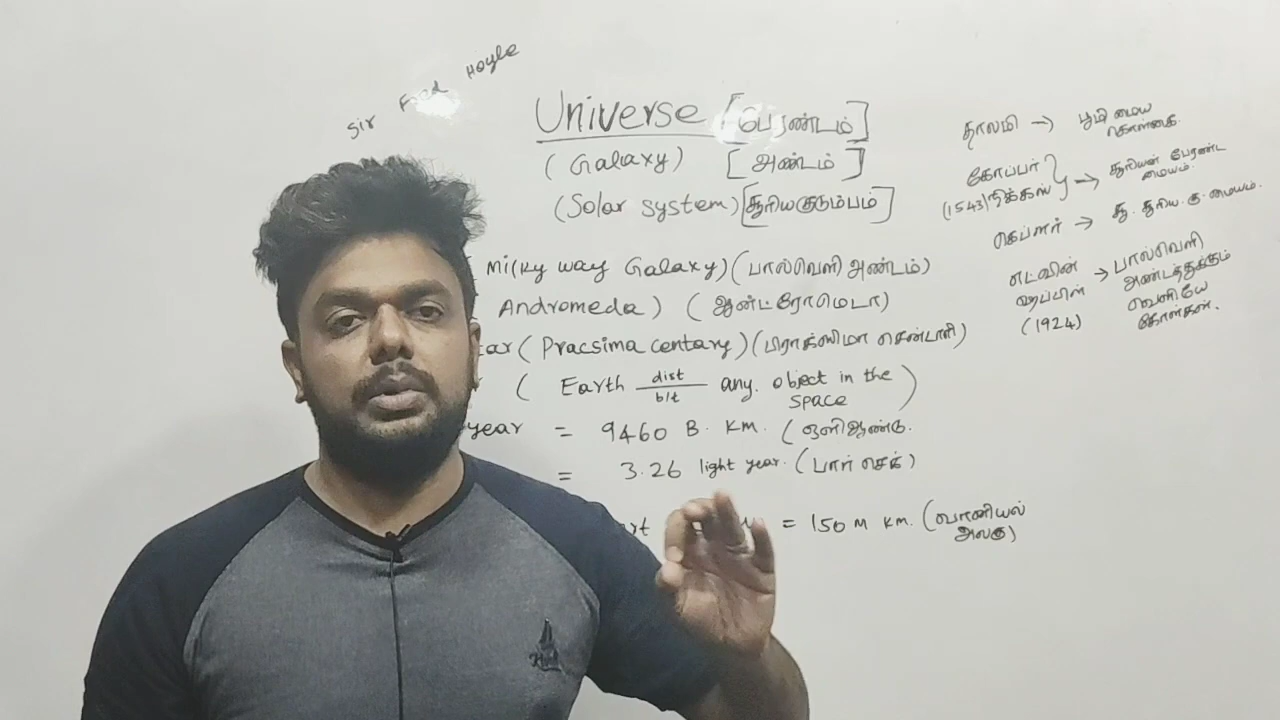 Sir Fred Hoyle
Universe [பேரண்டம்]
(Galaxy) [அண்டம்]
(Solar system) [சூரியகுடும்பம்]
Milky way Galaxy) (பால்வெளி அண்டம்)
Andromeda) (ஆன்ட்ரோமெடா)
(Pracsima centary) (பிராக்ஸிமா சென்டாரி)
( Earth dist b/t any. object in the space )
year = 9460 B. KM. (ஒளிஆண்டு.
= 3.26 light year. (பார் செக்)
= 150 M KM. (வானியல் அலகு)
தாலமி → பூமி மைய
கொள்கை.
கோப்பர்
(1543) நிக்கஸ் } → சூரியன் பேரண்ட
மையம்.
கெப்ளர் → சூ. சூரிய. கு. மையம்.
எட்வின் → பால்வெளி
ஹப்பிள் அண்டத்துக்கும்
(1924) வெளியே
கோள்கள்.